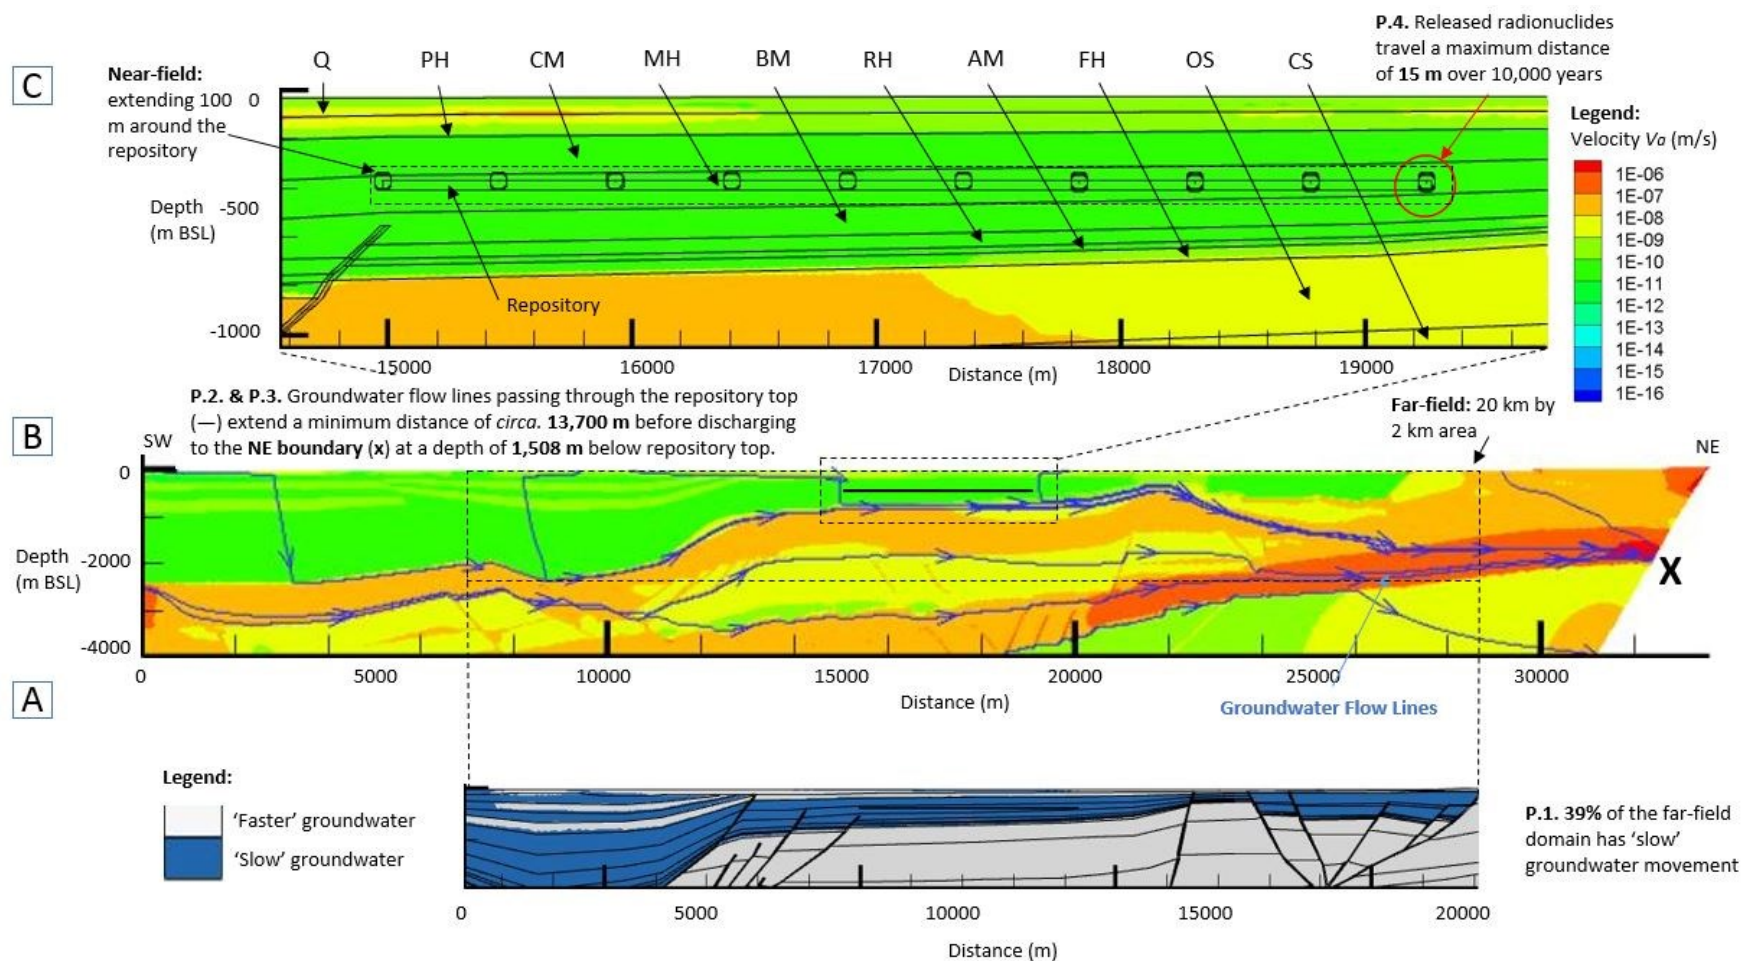 P.4. Released radionuclides
travel a maximum distance
of 15 m over 10,000 years
C
Q PH CM MH BM RH AM FH OS CS
Near-field:
extending 100
m around the
repository
0
Depth
(m BSL)
-500
-1000
Repository
15000 16000 17000 18000 19000
Distance (m)
Legend:
Velocity Va (m/s)
1E-06
1E-07
1E-08
1E-09
1E-10
1E-11
1E-12
1E-13
1E-14
1E-15
1E-16
P.2. & P.3. Groundwater flow lines passing through the repository top
(—) extend a minimum distance of circa. 13,700 m before discharging
to the NE boundary (x) at a depth of 1,508 m below repository top.
Far-field: 20 km by
2 km area
B
SW
NE
0
Depth
(m BSL)
-2000
-4000
X
0 5000 10000 15000 20000 25000 30000
Distance (m)
Groundwater Flow Lines
A
Legend:
'Faster' groundwater
'Slow' groundwater
P.1. 39% of the far-field
domain has 'slow'
groundwater movement
0 5000 10000 15000 20000
Distance (m)